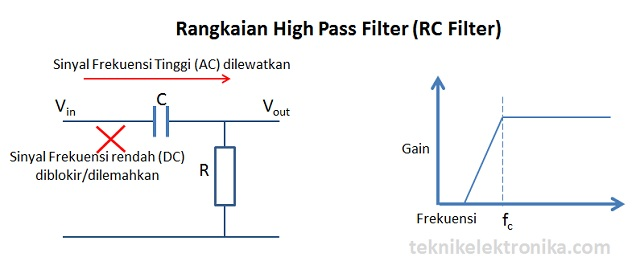 Rangkaian High Pass Filter (RC Filter)
Sinyal Frekuensi Tinggi (AC) dilewatkan
Vin
C
Vout
Sinyal Frekuensi rendah (DC)
diblokir/dilemahkan
R
Gain
Frekuensi
fc
teknikelektronika.com